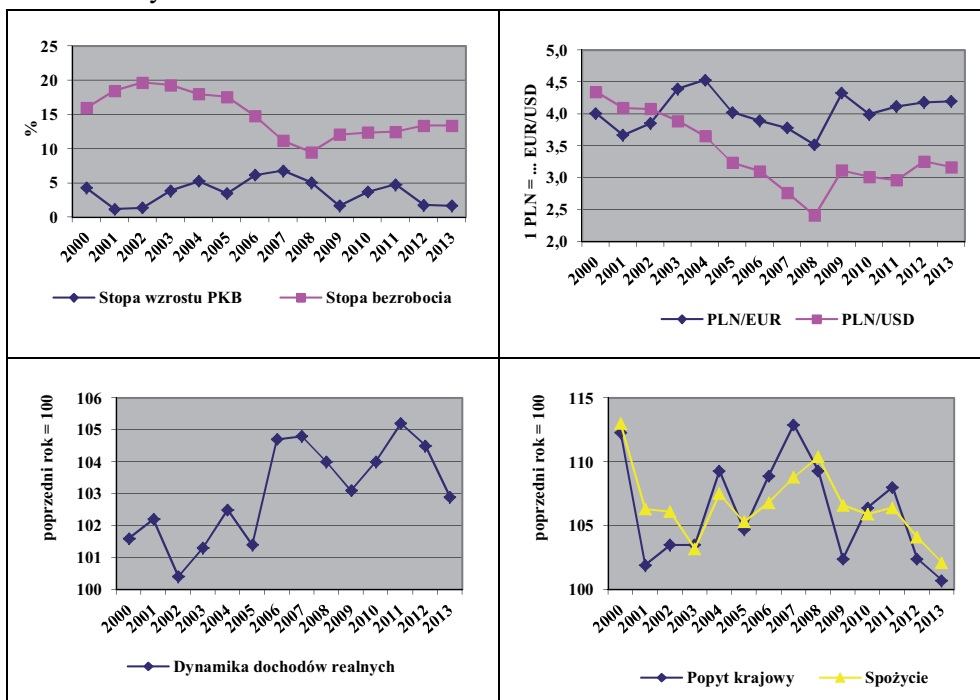 25
20
15
10
5
0
%
2000 2001 2002 2003 2004 2005 2006 2007 2008 2009 2010 2011 2012 2013
Stopa wzrostu PKB Stopa bezrobocia
5,0
4,5
4,0
3,5
3,0
2,5
2,0
1 PLN = ... EUR/USD
2000 2001 2002 2003 2004 2005 2006 2007 2008 2009 2010 2011 2012 2013
PLN/EUR PLN/USD
106
105
104
103
102
101
100
poprzedni rok = 100
2000 2001 2002 2003 2004 2005 2006 2007 2008 2009 2010 2011 2012 2013
Dynamika dochodów realnych
115
110
105
100
poprzedni rok = 100
2000 2001 2002 2003 2004 2005 2006 2007 2008 2009 2010 2011 2012 2013
Popyt krajowy Spożycie